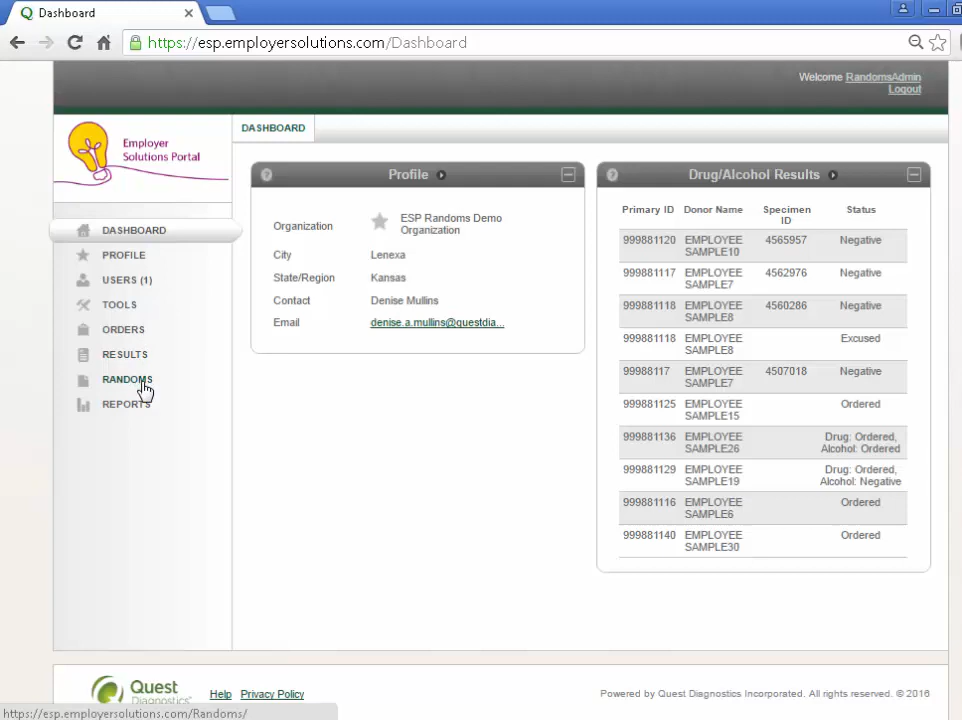 Dashboard
https://esp.employersolutions.com/Dashboard
Welcome RandomsAdmin
Logout
Employer
Solutions Portal
DASHBOARD
DASHBOARD
PROFILE
USERS (1)
TOOLS
ORDERS
RESULTS
RANDOMS
REPORTS
Profile
Organization
ESP Randoms Demo
Organization
City Lenexa
State/Region Kansas
Contact Denise Mullins
Email denise.a.mullins@questdia...
Drug/Alcohol Results
Primary ID Donor Name Specimen ID Status
999881120 EMPLOYEE SAMPLE10 4565957 Negative
999881117 EMPLOYEE SAMPLE7 4562976 Negative
999881118 EMPLOYEE SAMPLE8 4560286 Negative
999881118 EMPLOYEE SAMPLE8 Excused
99988117 EMPLOYEE SAMPLE7 4507018 Negative
999881125 EMPLOYEE SAMPLE15 Ordered
999881136 EMPLOYEE SAMPLE26 Drug: Ordered, Alcohol: Ordered
999881129 EMPLOYEE SAMPLE19 Drug: Ordered, Alcohol: Negative
999881116 EMPLOYEE SAMPLE6 Ordered
999881140 EMPLOYEE SAMPLE30 Ordered
Quest
Diagnostics
Help Privacy Policy
Powered by Quest Diagnostics Incorporated. All rights reserved. © 2016
https://esp.employersolutions.com/Randoms/